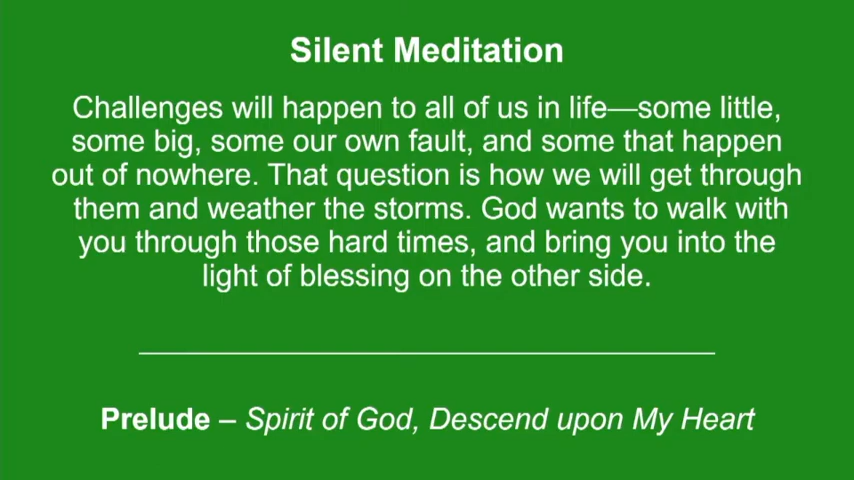 Silent Meditation
Challenges will happen to all of us in life—some little,
some big, some our own fault, and some that happen
out of nowhere. That question is how we will get through
them and weather the storms. God wants to walk with
you through those hard times, and bring you into the
light of blessing on the other side.
Prelude – Spirit of God, Descend upon My Heart